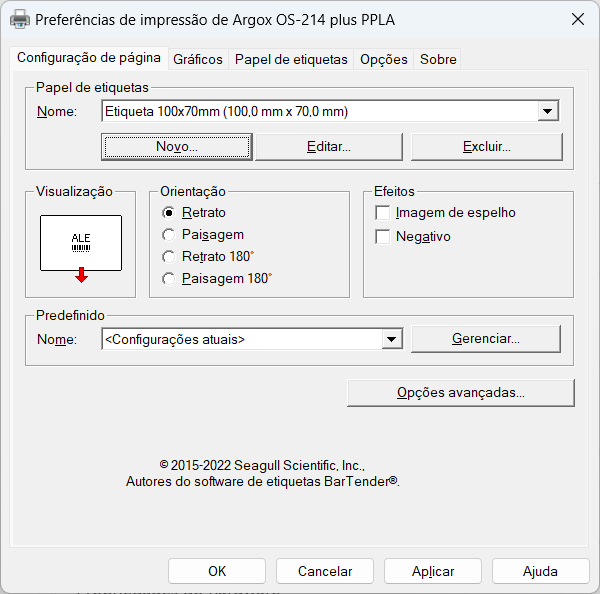 Preferências de impressão de Argox OS-214 plus PPLA
Configuração de página Gráficos Papel de etiquetas Opções Sobre
Papel de etiquetas
Nome: Etiqueta 100x70mm (100,0 mm x 70,0 mm)
Novo... Editar... Excluir...
Visualização Orientação Efeitos
ALE
Retrato
Paisagem
Retrato 180°
Paisagem 180°
Imagem de espelho
Negativo
Predefinido
Nome: <Configurações atuais> Gerenciar...
Opções avançadas...
© 2015-2022 Seagull Scientific, Inc.,
Autores do software de etiquetas BarTender®.
OK Cancelar Aplicar Ajuda